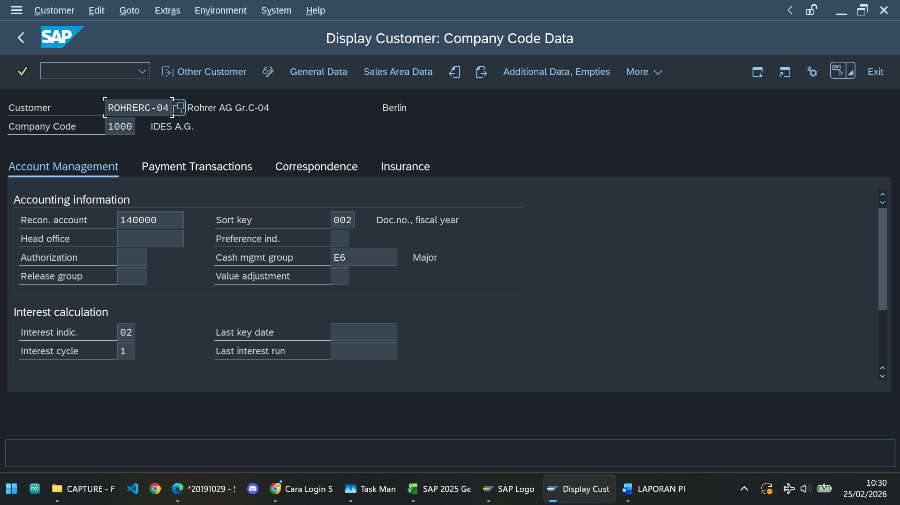 Customer Edit Goto Extras Environment System Help
SAP Display Customer: Company Code Data
Other Customer General Data Sales Area Data Additional Data, Empties More Exit
Customer ROHRERC-04 Rohrer AG Gr.C-04 Berlin
Company Code 1000 IDES A.G.
Account Management Payment Transactions Correspondence Insurance
Accounting information
Recon. account 140000 Sort key 002 Doc.no., fiscal year
Head office Preference ind.
Authorization Cash mgmt group E6 Major
Release group Value adjustment
Interest calculation
Interest indic. 02 Last key date
Interest cycle 1 Last interest run
CAPTURE - F *20191029 - Cara Login S Task Man SAP 2025 Ge SAP Logo Display Cust LAPORAN PI 10:30
25/02/2026